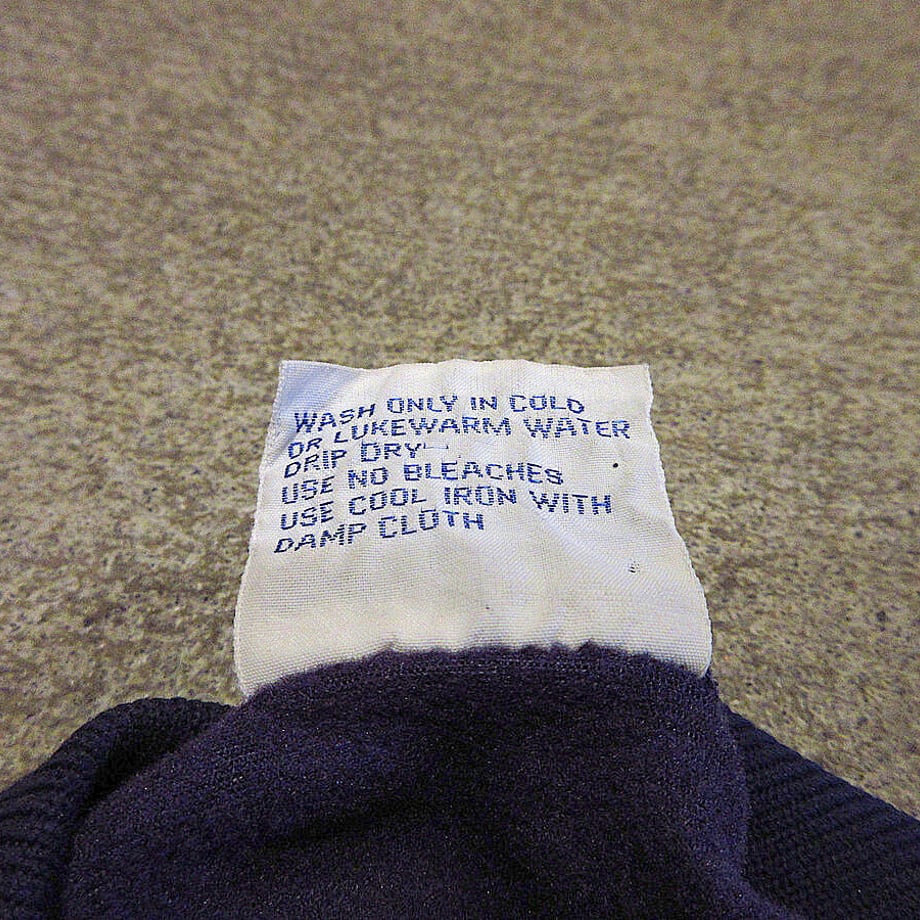 WASH ONLY IN COLD
OR LUKEWARM WATER
DRIP DRY
USE NO BLEACHES
USE COOL IRON WITH
DAMP CLOTH